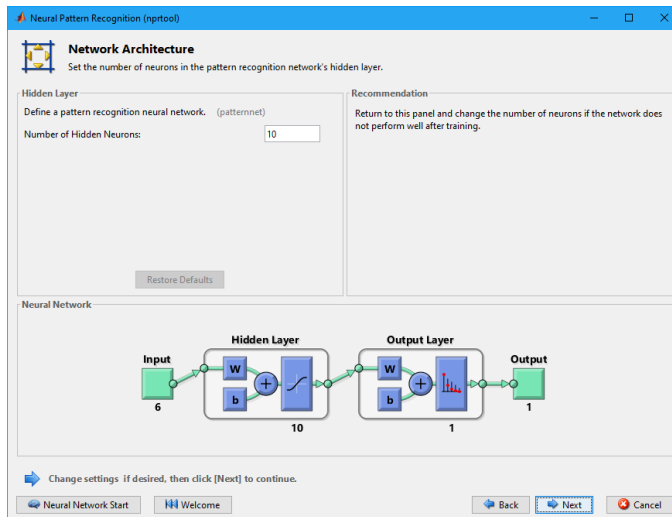 Neural Pattern Recognition (nprtool)
Network Architecture
Set the number of neurons in the pattern recognition network's hidden layer.
Hidden Layer
Define a pattern recognition neural network. (patternnet)
Number of Hidden Neurons: 10
Restore Defaults
Recommendation
Return to this panel and change the number of neurons if the network does
not perform well after training.
Neural Network
Hidden Layer Output Layer
Input Output
W W
b b
6 1
10 1
Change settings if desired, then click [Next] to continue.
Neural Network Start Welcome Back Next Cancel